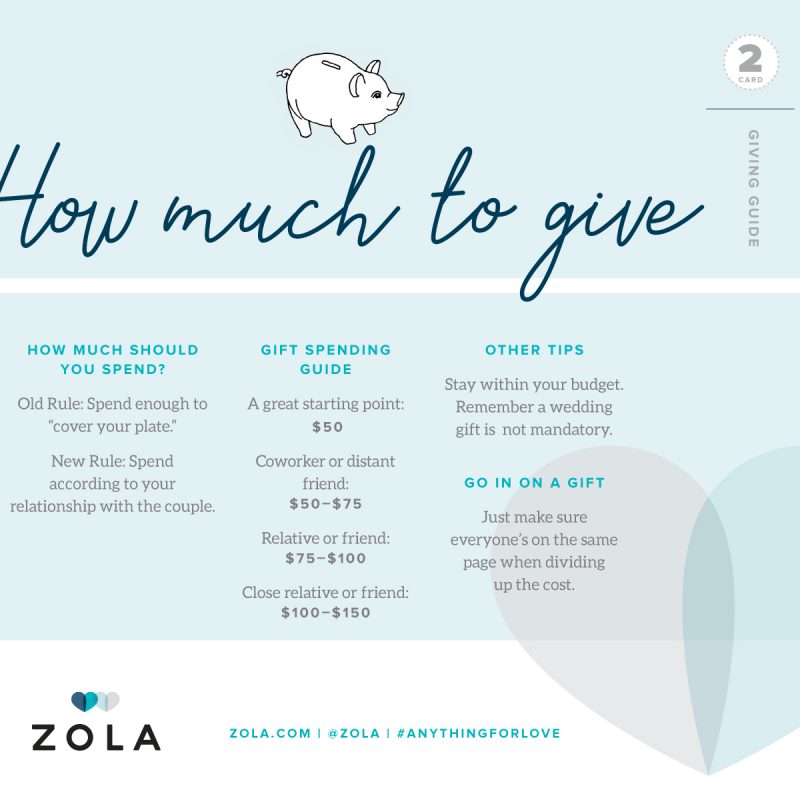 2
CARD
GIVING GUIDE
How much to give
HOW MUCH SHOULD
YOU SPEND?
Old Rule: Spend enough to
“cover your plate.”
New Rule: Spend
according to your
relationship with the couple.
GIFT SPENDING
GUIDE
A great starting point:
$50
Coworker or distant
friend:
$50–$75
Relative or friend:
$75–$100
Close relative or friend:
$100–$150
OTHER TIPS
Stay within your budget.
Remember a wedding
gift is not mandatory.
GO IN ON A GIFT
Just make sure
everyone’s on the same
page when dividing
up the cost.
ZOLA
ZOLA.COM | @ZOLA | #ANYTHINGFORLOVE